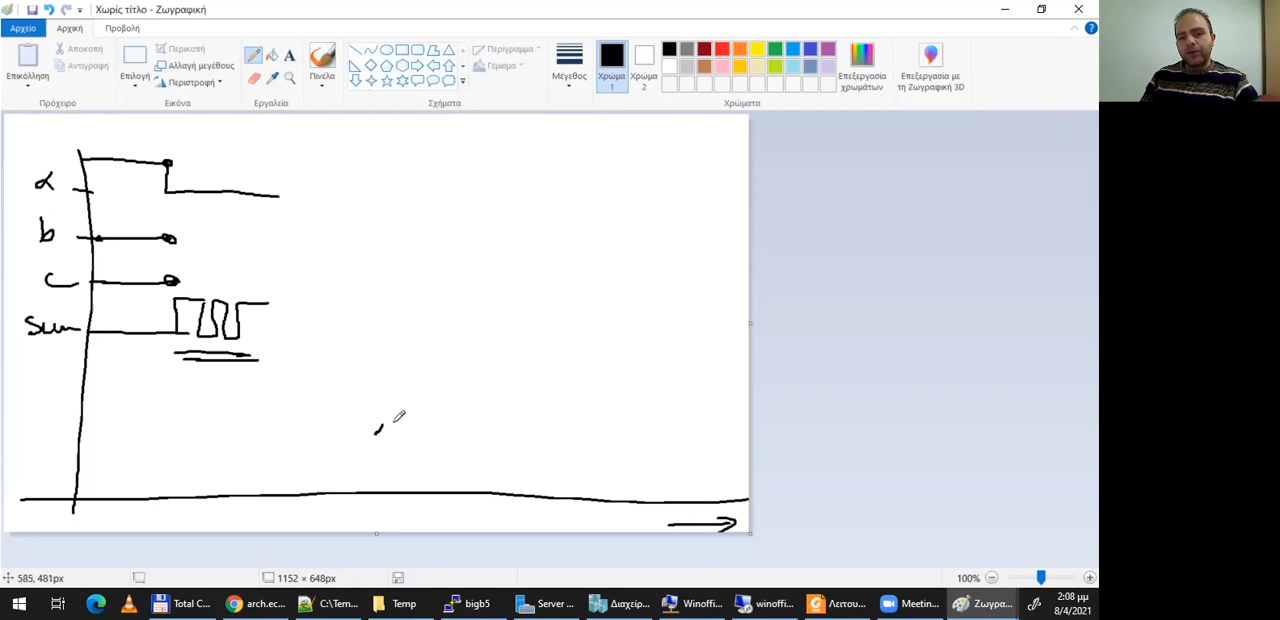 Χωρίς τίτλο - Ζωγραφική
Αρχείο Αρχική Προβολή
Επικόλληση
Αποκοπή
Αντιγραφή
Πρόχειρο
Επιλογή
Περικοπή
Αλλαγή μεγέθους
Περιστροφή
Εικόνα
A
Εργαλεία
Πινέλα
Περίγραμμα
Γέμισμα
Σχήματα
Μέγεθος
Χρώμα 1
Χρώμα 2
Επεξεργασία χρωμάτων
Χρώματα
Επεξεργασία με τη Ζωγραφική 3D
a
b
c
sum
585, 481px
1152 × 648px
100%
Total C...
arch.ec...
C:\Tem...
Temp
bigb5
Server ...
Διαχείρ...
Winoffi...
winoffi...
Λειτου...
Meetin...
Ζωγρα...
2:08 μμ
8/4/2021